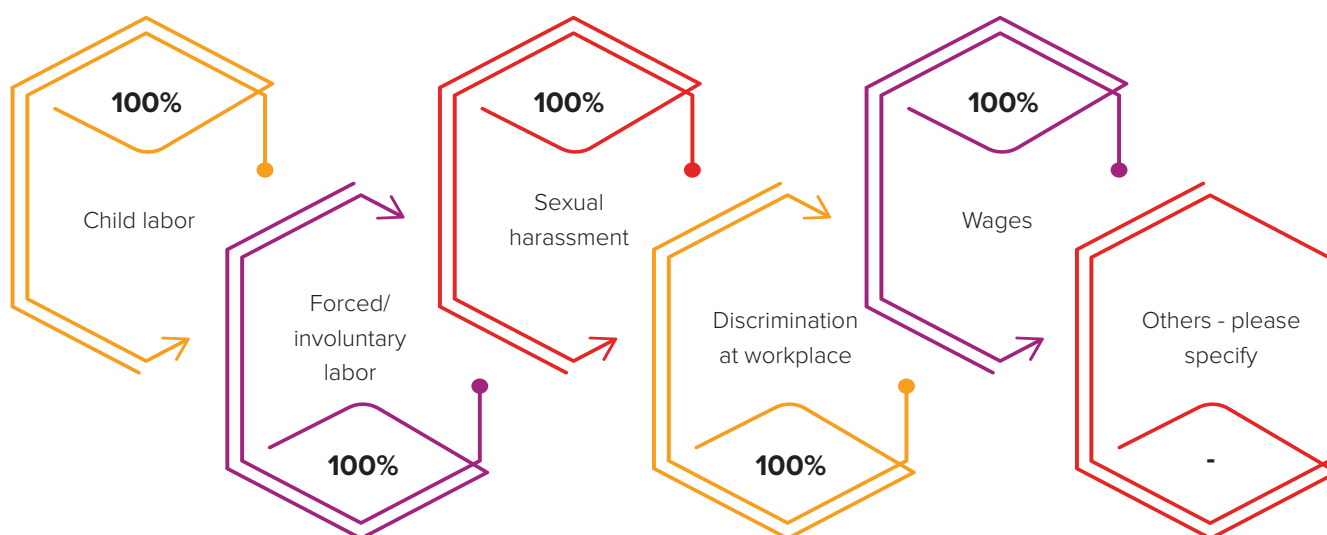 100%
Child labor
Forced/
involuntary
labor
100%
100%
Sexual
harassment
Discrimination
at workplace
100%
100%
Wages
Others - please
specify
-